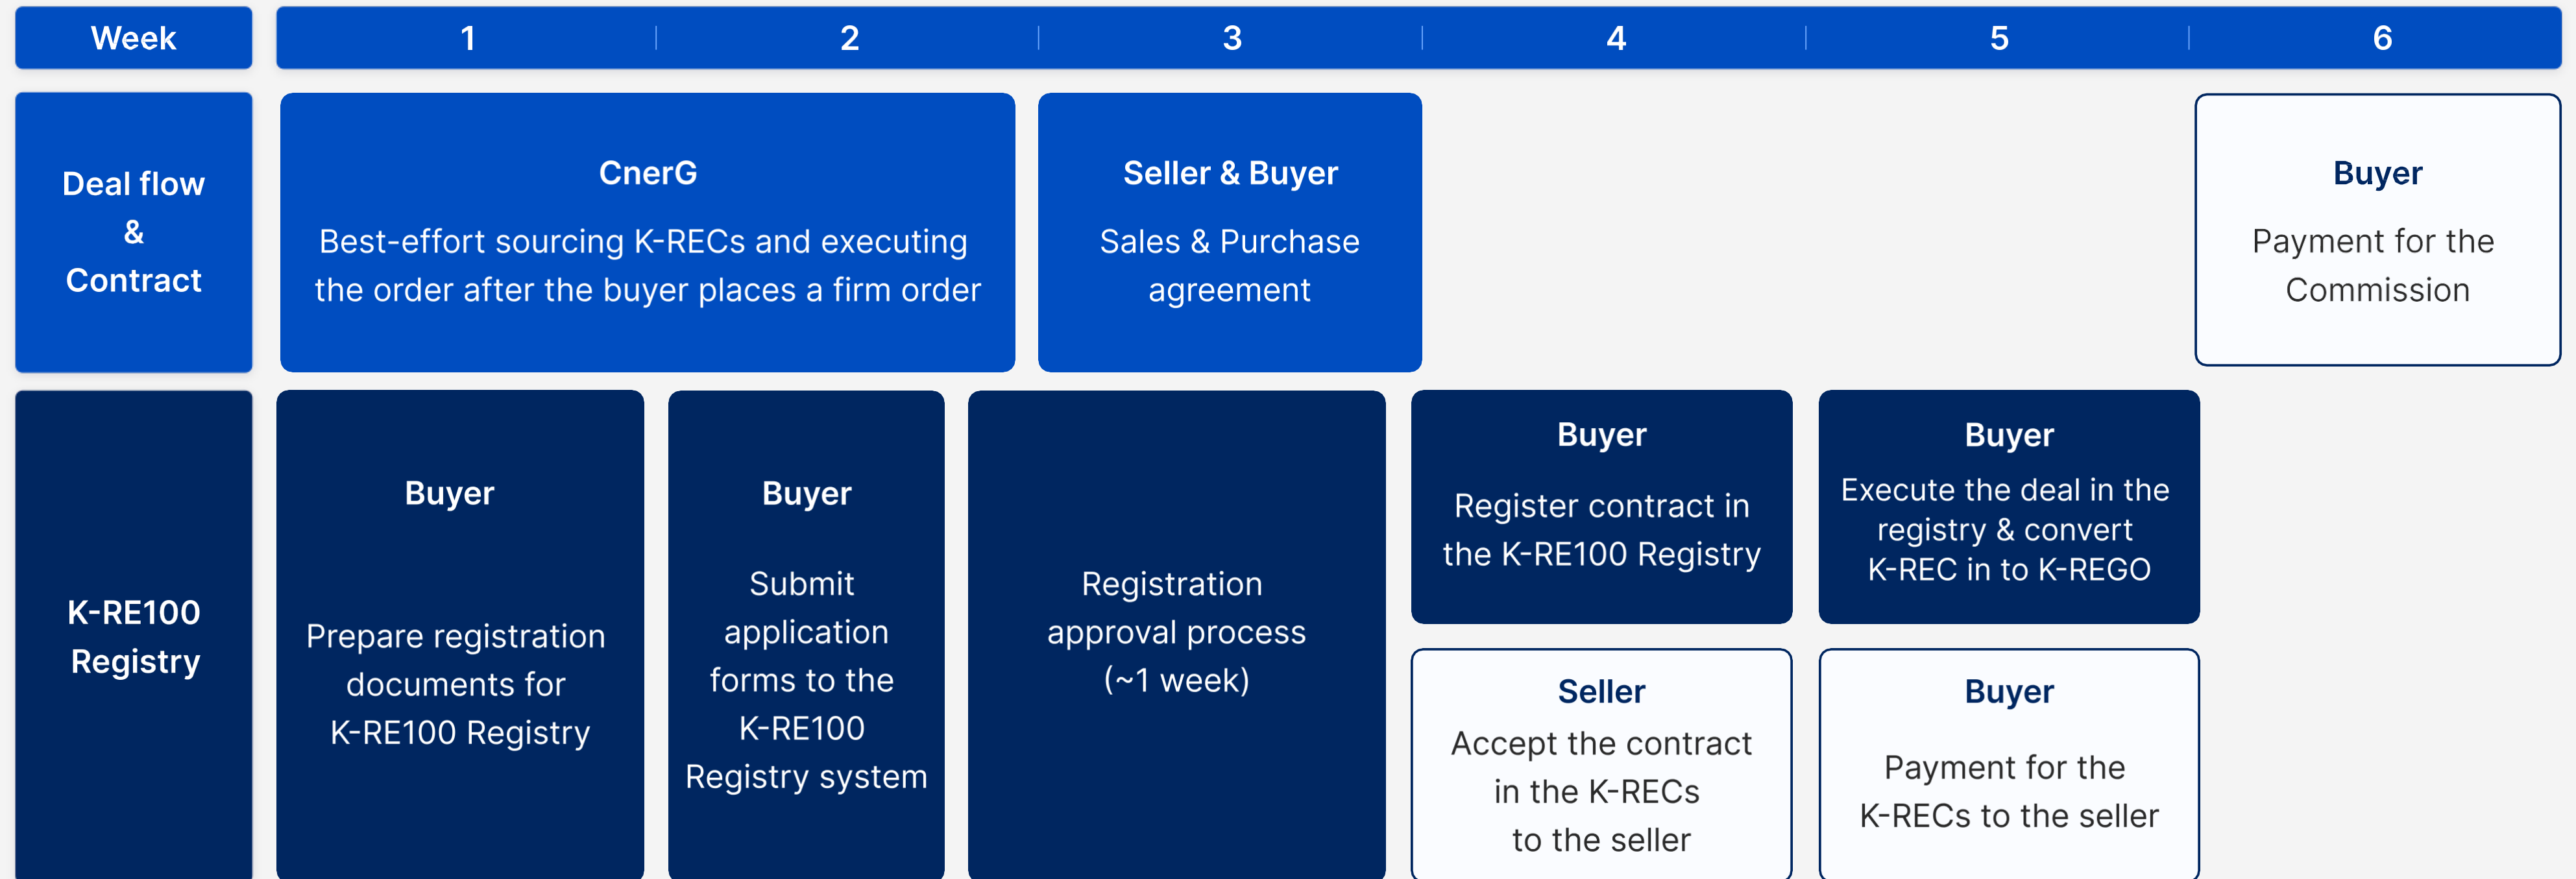 Week
1
2
3
4
5
6
Deal flow
&
Contract
CnerG
Best-effort sourcing K-RECs and executing
the order after the buyer places a firm order
Seller & Buyer
Sales & Purchase
agreement
Buyer
Payment for the
Commission
K-RE100
Registry
Buyer
Prepare registration
documents for
K-RE100 Registry
Buyer
Submit
application
forms to the
K-RE100
Registry system
Registration
approval process
(~1 week)
Buyer
Register contract in
the K-RE100 Registry
Seller
Accept the contract
in the K-RECs
to the seller
Buyer
Execute the deal in the
registry & convert
K-REC in to K-REGO
Buyer
Payment for the
K-RECs to the seller